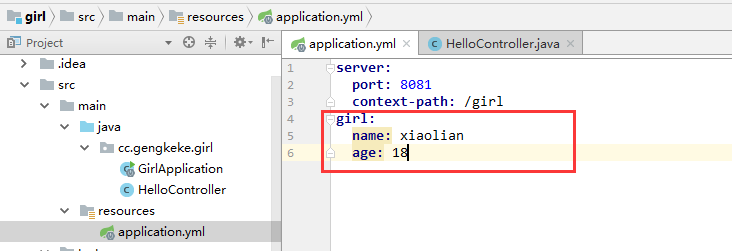 girl src main resources application.yml
Project
.idea
src
main
java
cc.gengkeke.girl
GirlApplication
HelloController
resources
application.yml
application.yml × HelloController.java ×
1 server:
2 port: 8081
3 context-path: /girl
4 girl:
5 name: xiaolian
6 age: 18